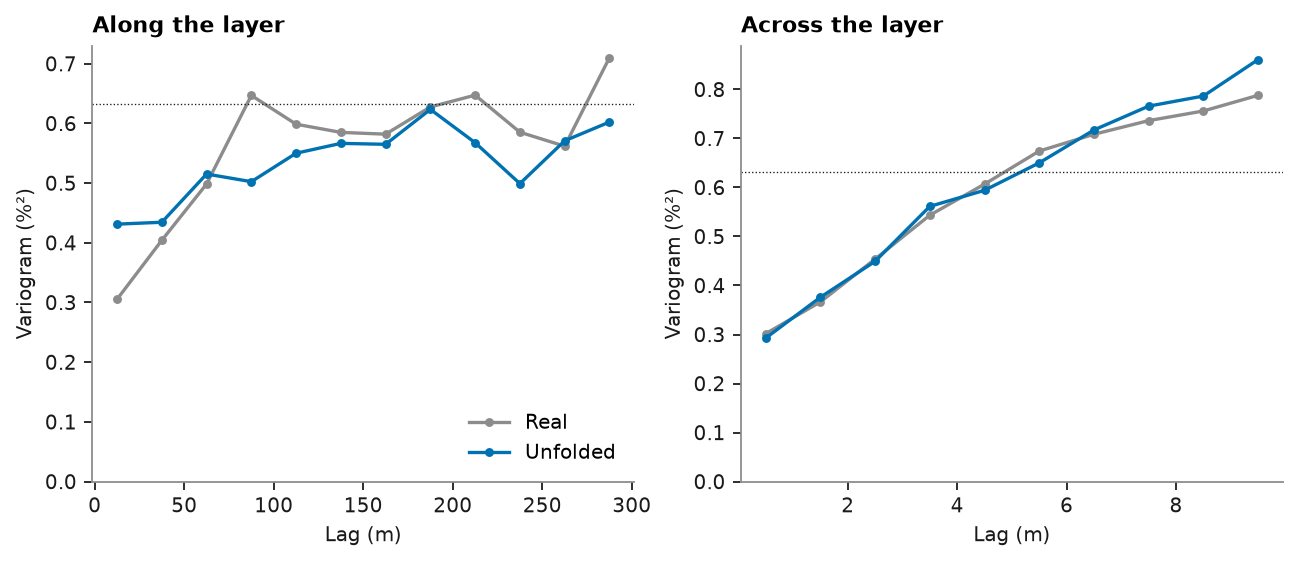 Along the layer
Variogram (%²)
0.7
0.6
0.5
0.4
0.3
0.2
0.1
0.0
Real
Unfolded
0 50 100 150 200 250 300
Lag (m)
Across the layer
Variogram (%²)
0.8
0.7
0.6
0.5
0.4
0.3
0.2
0.1
0.0
2 4 6 8
Lag (m)